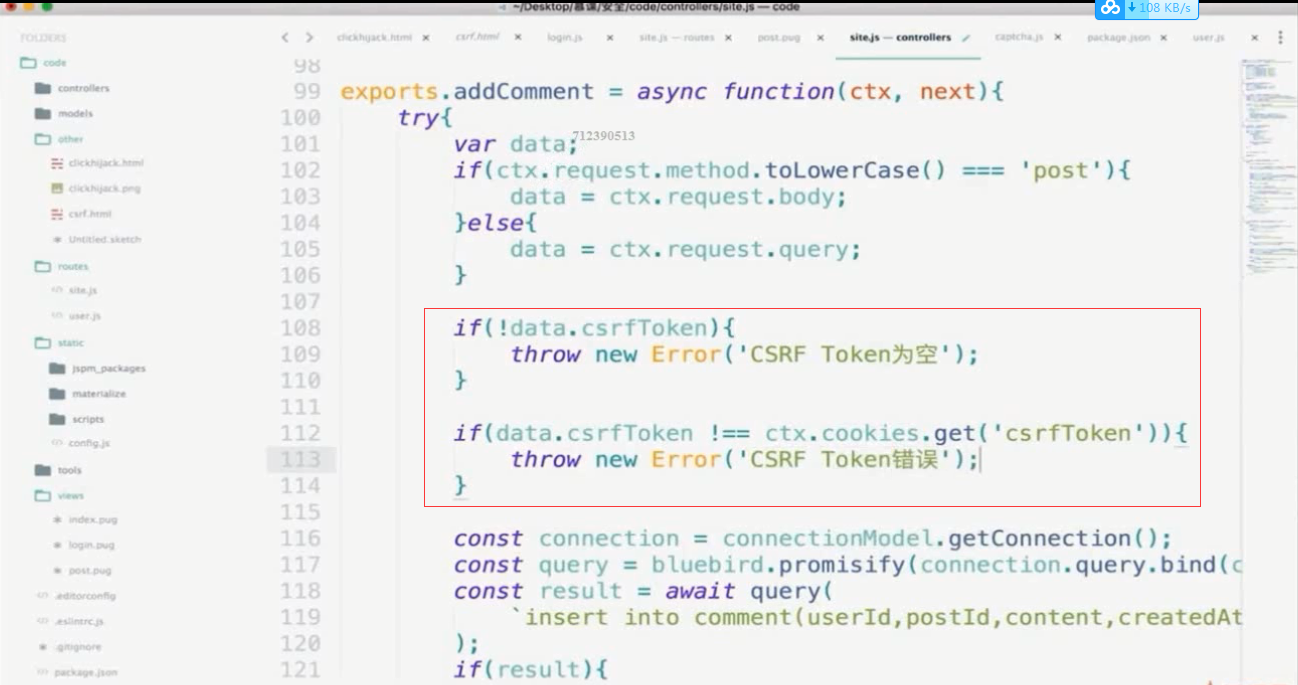 ~/Desktop/慕课/安全/code/controllers/site.js — code
108 KB/s
FOLDERS
clickhijack.html
csrf.html
login.js
site.js — routes
post.pug
site.js — controllers
captcha.js
package.json
user.js
code
controllers
models
other
clickhijack.html
clickhijack.png
csrf.html
Untitled.sketch
routes
site.js
user.js
static
jspm_packages
materialize
scripts
config.js
tools
views
index.pug
login.pug
post.pug
.editorconfig
.eslintrc.js
.gitignore
package.json
98
99 exports.addComment = async function(ctx, next){
100 try{
101 var data;
712390513
102 if(ctx.request.method.toLowerCase() === 'post'){
103 data = ctx.request.body;
104 }else{
105 data = ctx.request.query;
106 }
107
108 if(!data.csrfToken){
109 throw new Error('CSRF Token为空');
110 }
111
112 if(data.csrfToken !== ctx.cookies.get('csrfToken')){
113 throw new Error('CSRF Token错误');
114 }
115
116 const connection = connectionModel.getConnection();
117 const query = bluebird.promisify(connection.query.bind(c
118 const result = await query(
119 `insert into comment(userId,postId,content,createdAt
120 );
121 if(result){